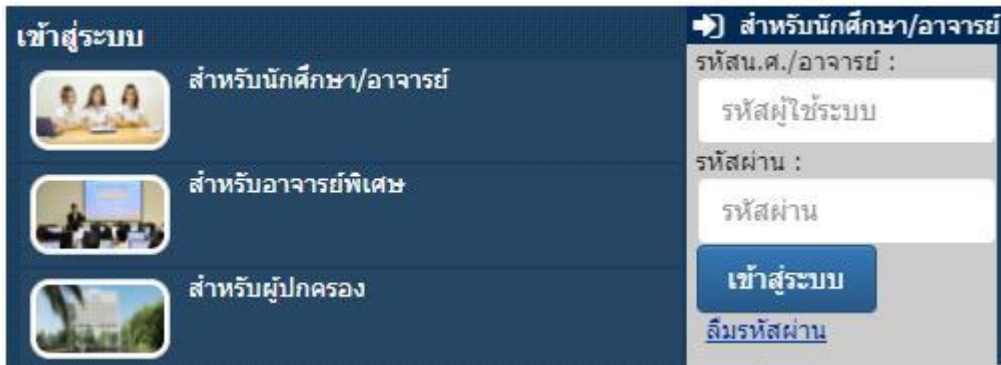 เข้าสู่ระบบ
สำหรับนักศึกษา/อาจารย์
สำหรับอาจารย์พิเศษ
สำหรับผู้ปกครอง
สำหรับนักศึกษา/อาจารย์
รหัสน.ศ./อาจารย์ :
รหัสผู้ใช้ระบบ
รหัสผ่าน :
รหัสผ่าน
เข้าสู่ระบบ
ลืมรหัสผ่าน